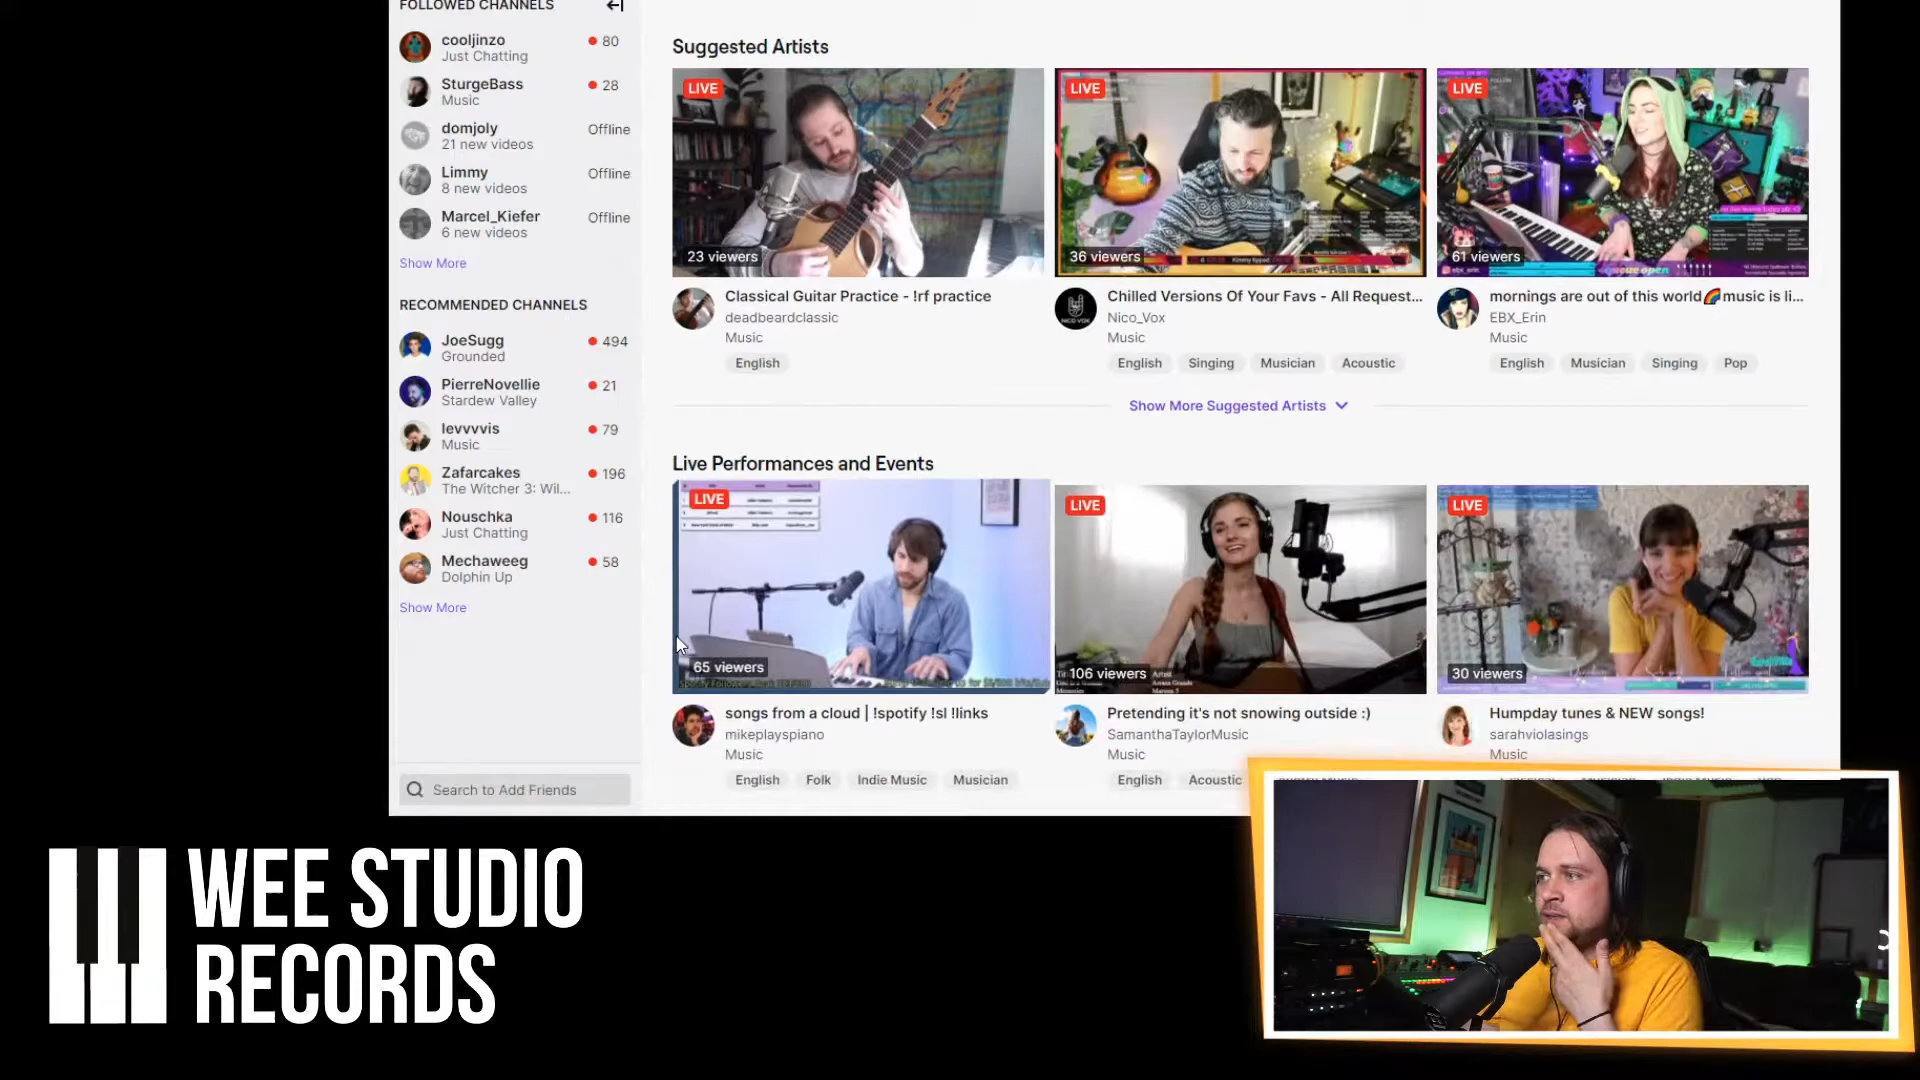 FOLLOWED CHANNELS
cooljinzo
80
Just Chatting
SturgeBass
28
Music
domjoly
Offline
21 new videos
Limmy
Offline
8 new videos
Marcel_Kiefer
Offline
6 new videos
Show More
RECOMMENDED CHANNELS
JoeSugg
494
Grounded
PierreNovellie
21
Stardew Valley
levvvvis
79
Music
Zafarcakes
196
The Witcher 3: Wil...
Nouschka
116
Just Chatting
Mechaweeg
58
Dolphin Up
Show More
Search to Add Friends
Suggested Artists
LIVE
23 viewers
Classical Guitar Practice - !rf practice
deadbeardclassic
Music
English
LIVE
36 viewers
Chilled Versions Of Your Favs - All Request...
Nico_Vox
Music
English Singing Musician Acoustic
LIVE
61 viewers
mornings are out of this world🌈music is li...
EBX_Erin
Music
English Musician Singing Pop
Show More Suggested Artists
Live Performances and Events
LIVE
65 viewers
songs from a cloud | !spotify !sl !links
mikeplayspiano
Music
English Folk Indie Music Musician
LIVE
106 viewers
Pretending it's not snowing outside :)
SamanthaTaylorMusic
Music
English Acoustic
LIVE
30 viewers
Humpday tunes & NEW songs!
sarahviolasings
Music
WEE STUDIO
RECORDS